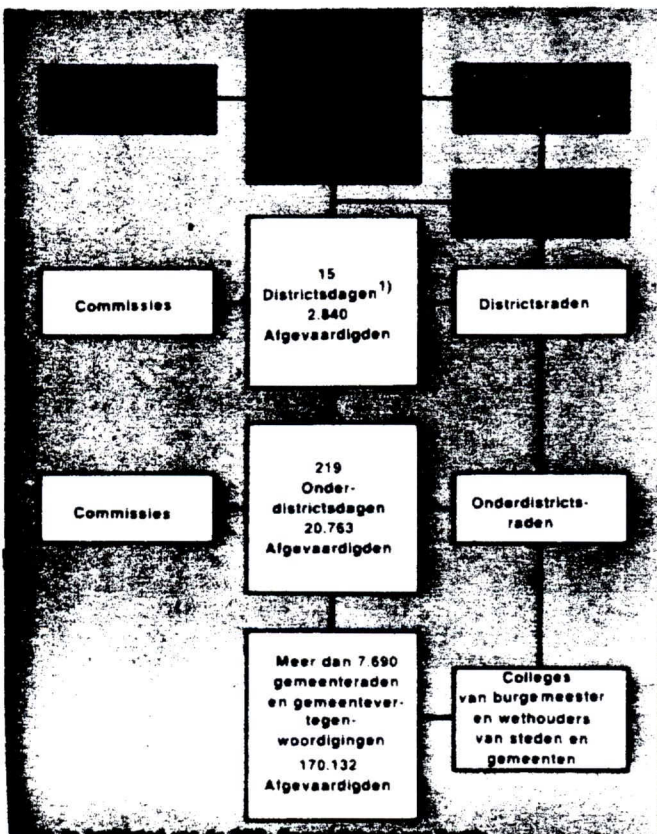 Commissies
15
Districtsdagen¹⁾
2.840
Afgevaardigden
Districtsraden
Commissies
219
Onder-
districtsdagen
20.763
Afgevaardigden
Onderdistricts-
raden
Meer dan 7.690
gemeenteraden
en gemeentever-
tegen-
woordigingen
170.132
Afgevaardigden
Colleges
van burgemeester
en wethouders
van steden en
gemeenten